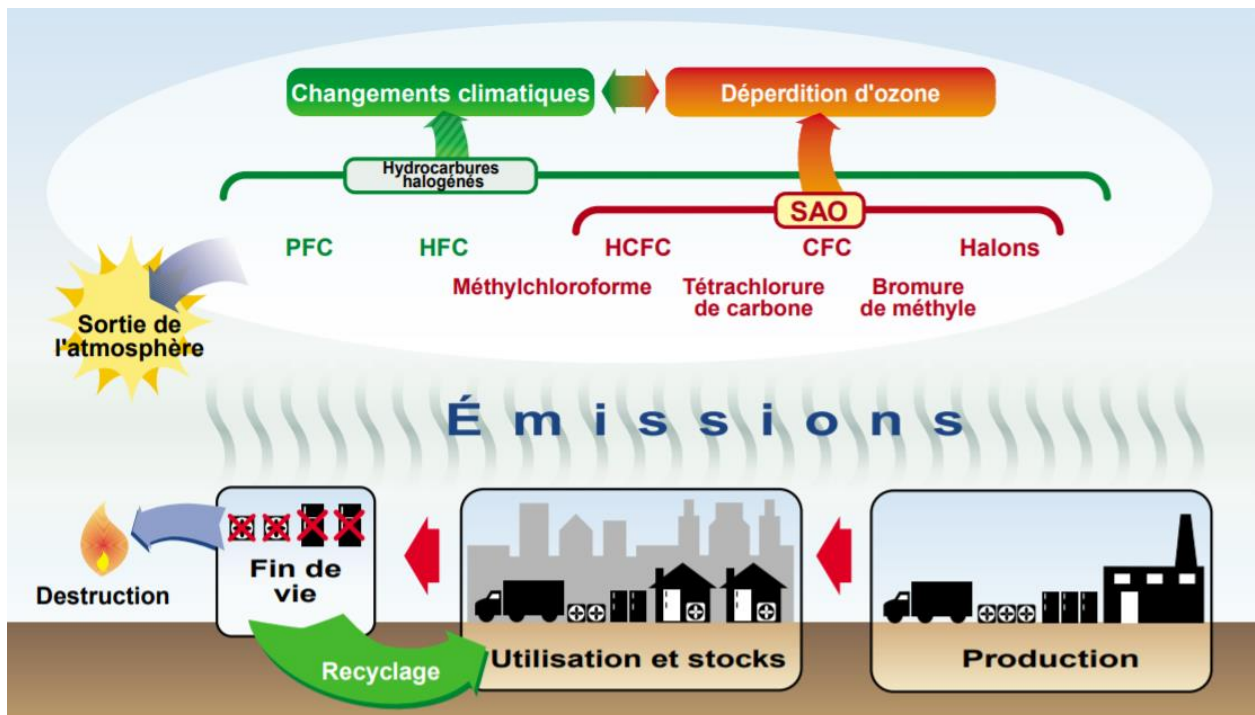 Changements climatiques
Déperdition d'ozone
Hydrocarbures
halogénés
SAO
PFC
HFC
HCFC
CFC
Halons
Méthylchloroforme
Tétrachlorure
de carbone
Bromure
de méthyle
Sortie de
l'atmosphère
Émissions
Fin de
vie
Destruction
Recyclage
Utilisation et stocks
Production